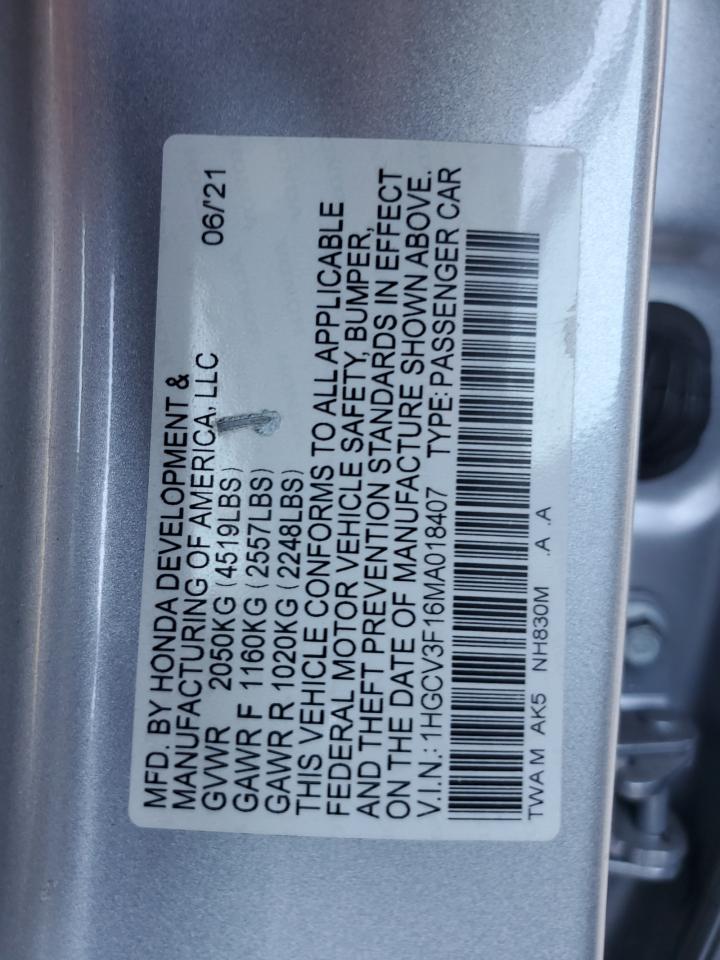 MFD. BY HONDA DEVELOPMENT &
MANUFACTURING OF AMERICA, LLC 06/'21
GVWR 2050KG (4519LBS)
GAWR F 1160KG (2557LBS)
GAWR R 1020KG (2248LBS)
THIS VEHICLE CONFORMS TO ALL APPLICABLE
FEDERAL MOTOR VEHICLE SAFETY, BUMPER,
AND THEFT PREVENTION STANDARDS IN EFFECT
ON THE DATE OF MANUFACTURE SHOWN ABOVE.
V.I.N.: 1HGCV3F16MA018407 TYPE:PASSENGER CAR
TWAM AK5 NH830M .A .A